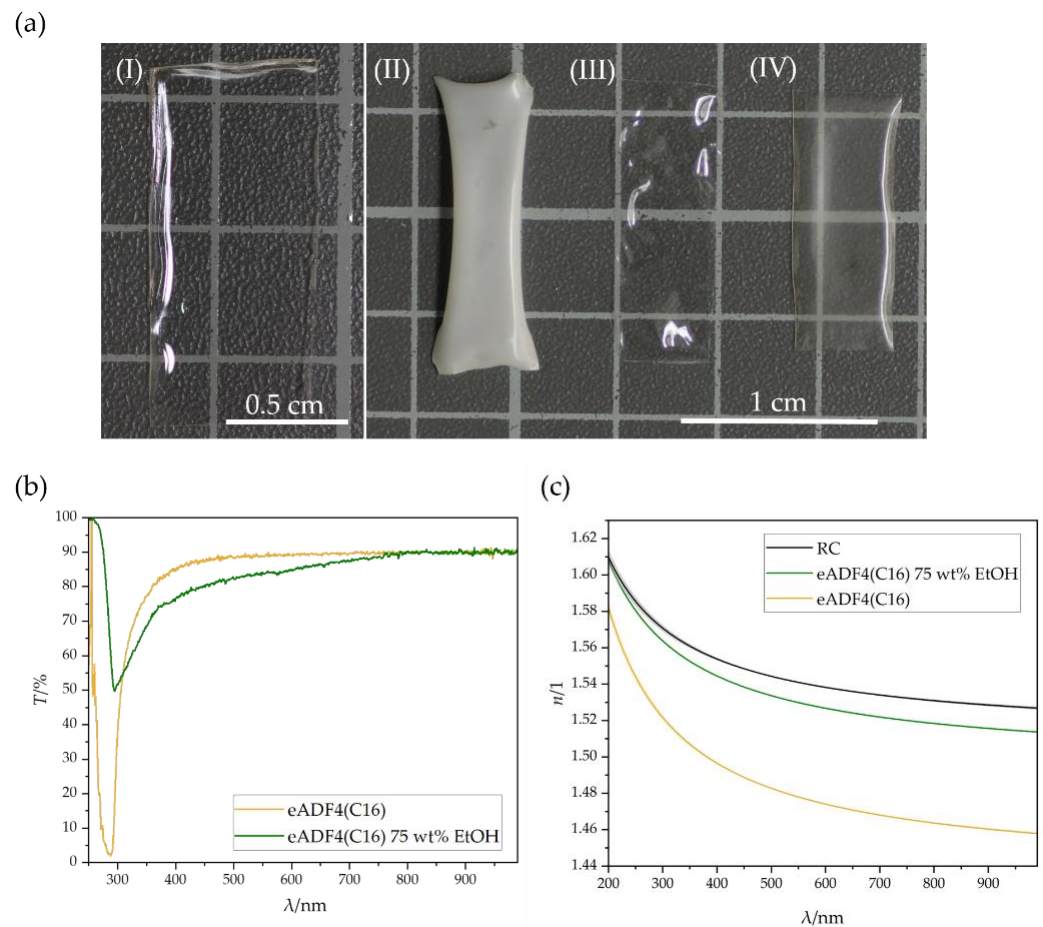 (a)
(I)
(II)
(III)
(IV)
0.5 cm
1 cm
(b)
100
90
80
70
60
50
40
30
20
10
0
T/%
eADF4(C16)
eADF4(C16) 75 wt% EtOH
300
400
500
600
700
800
900
λ/nm
(c)
1.62
1.60
1.58
1.56
1.54
1.52
1.50
1.48
1.46
1.44
n/1
RC
eADF4(C16) 75 wt% EtOH
eADF4(C16)
200
300
400
500
600
700
800
900
λ/nm